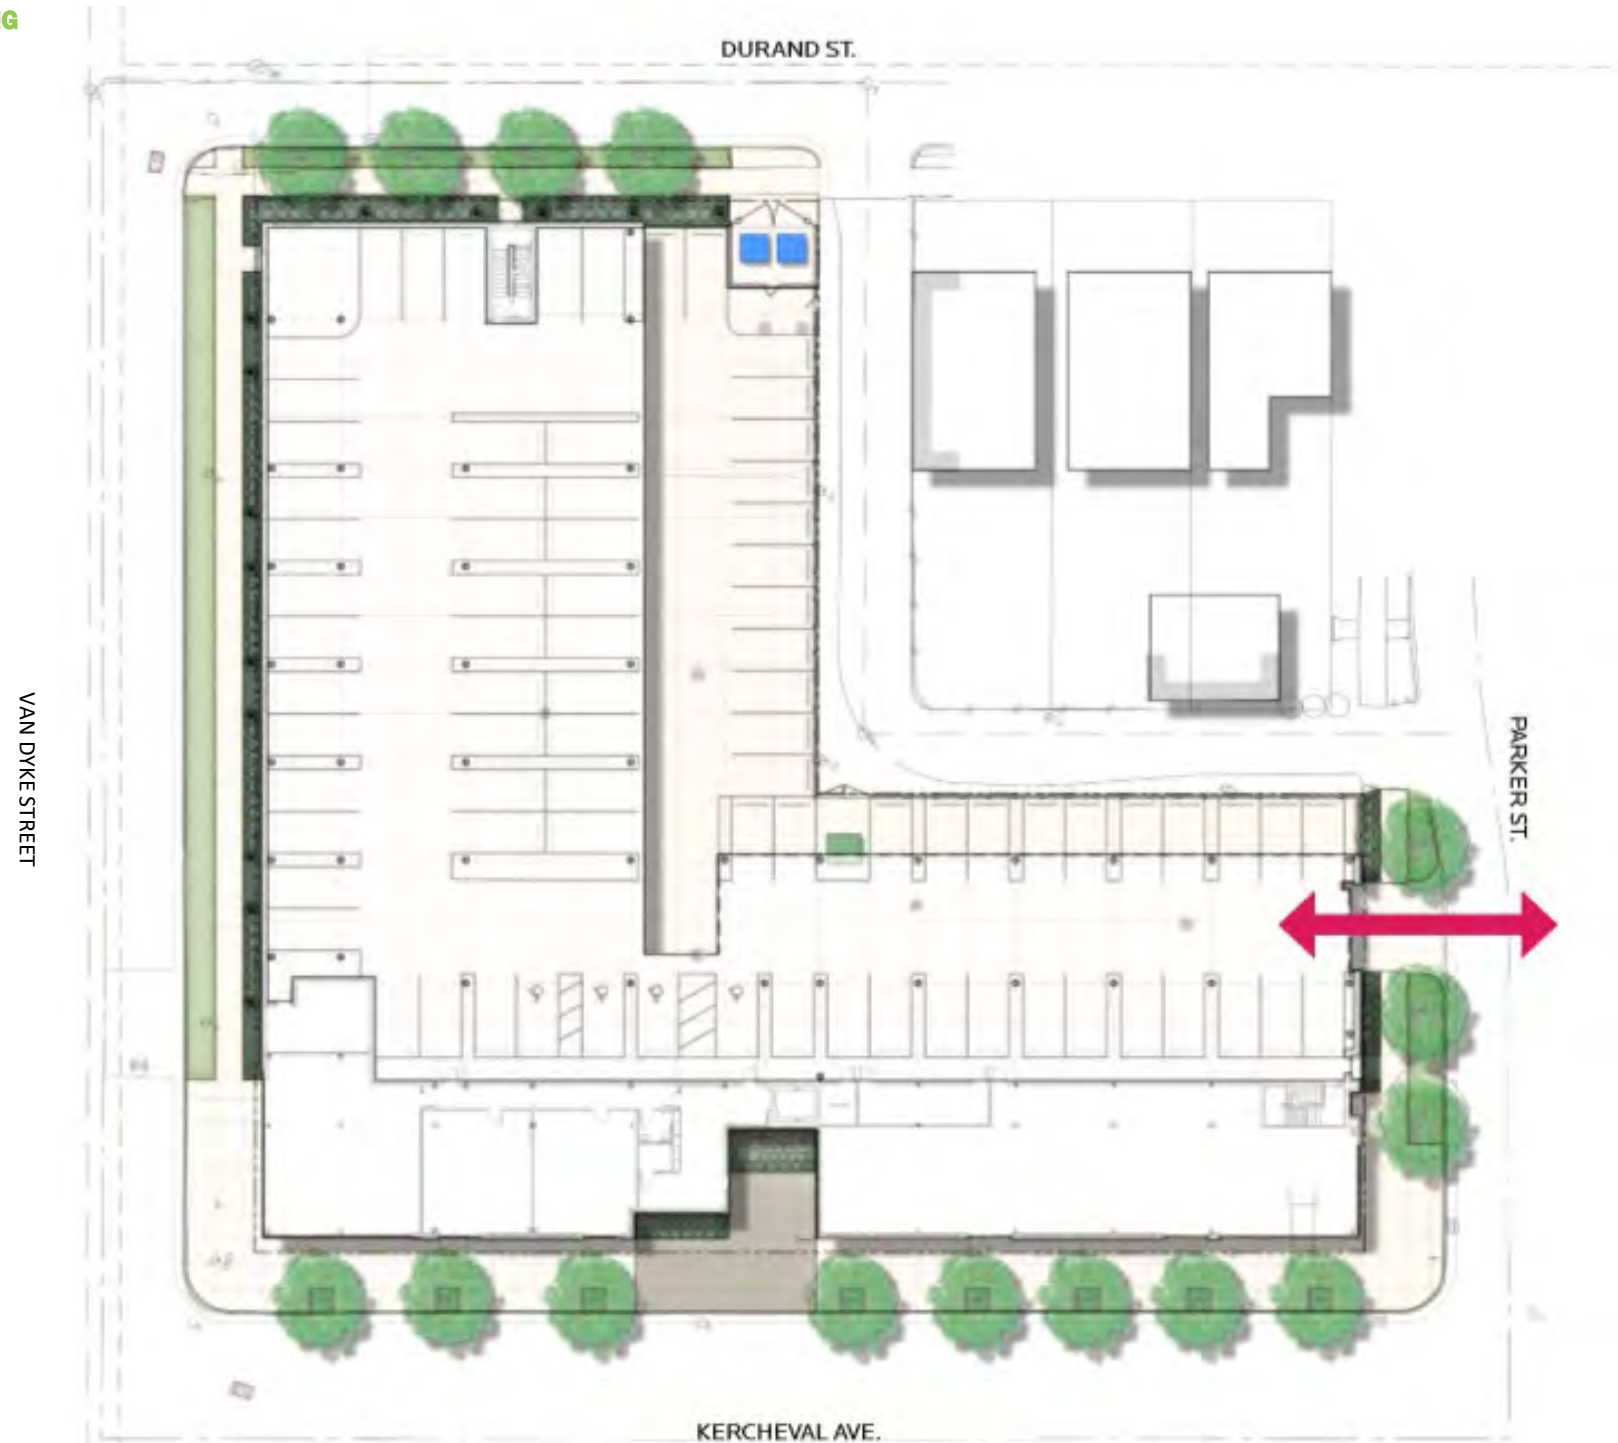 G
DURAND ST.
VAN DYKE STREET
PARKER ST.
KERCHEVAL AVE.